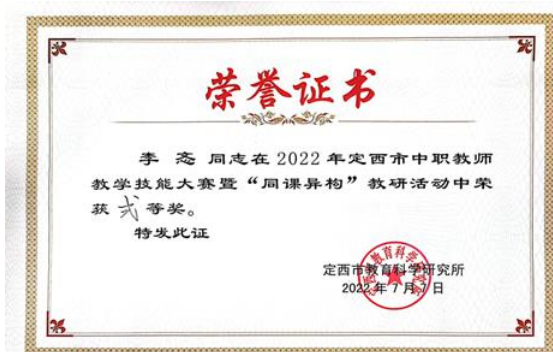 荣誉证书
李 同志在2022年定西市中职教师
教学技能大赛暨“同课异构”教研活动中荣
获 弍 等奖。
特发此证
定西市教育科学研究所
2022年7月7日